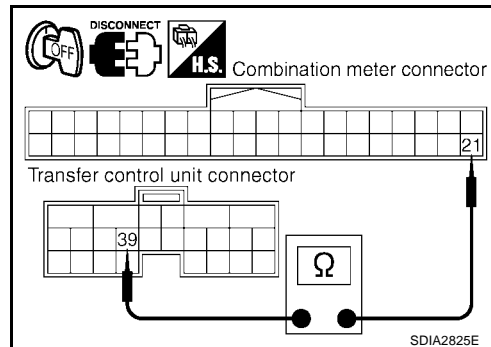 DISCONNECT
OFF
H.S.
Combination meter connector
21
Transfer control unit connector
39
Ω
SDIA2825E